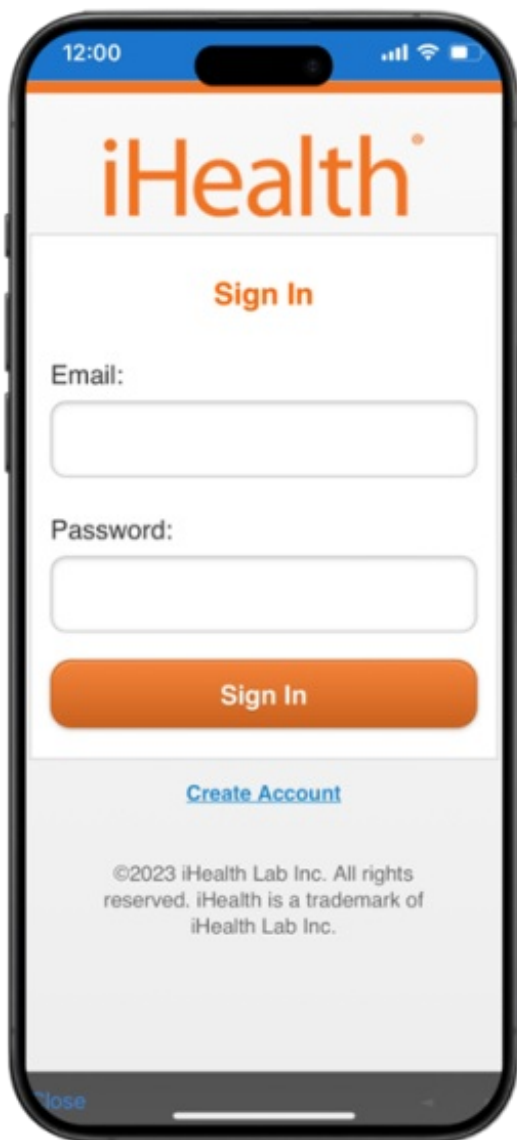 12:00
iHealth®
Sign In
Email:
Password:
Sign In
Create Account
©2023 iHealth Lab Inc. All rights
reserved. iHealth is a trademark of
iHealth Lab Inc.
Close